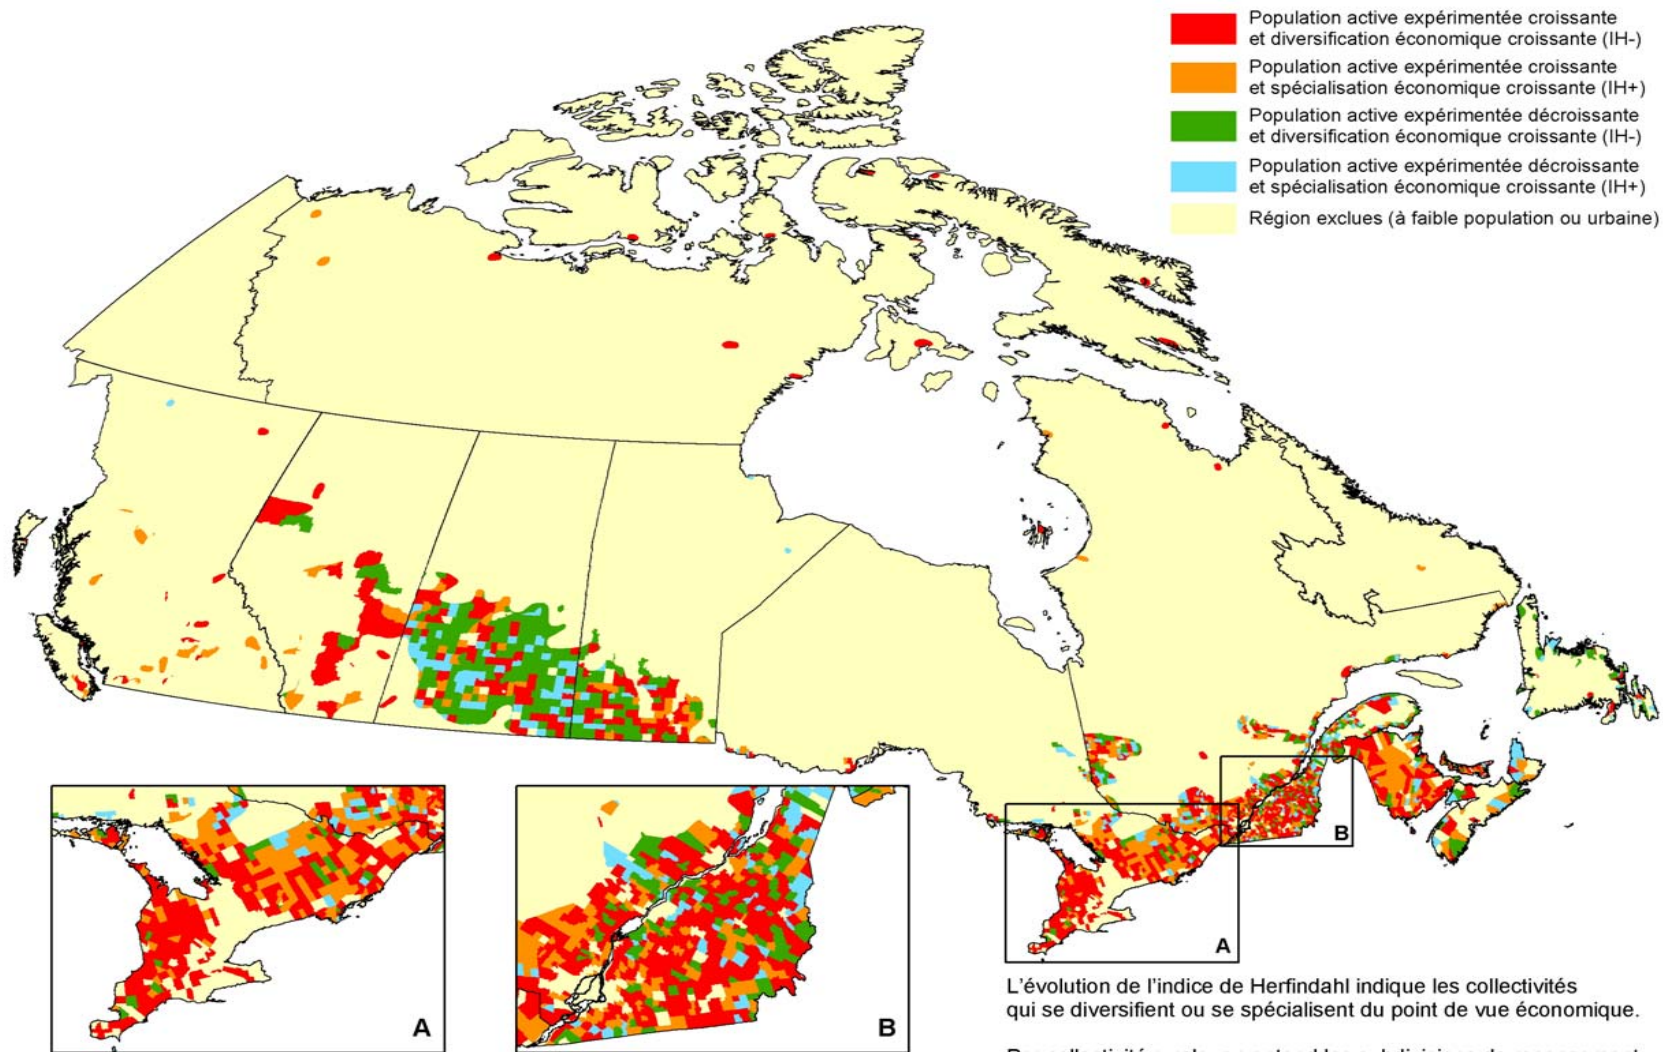 Population active expérimentée croissante
et diversification économique croissante (IH-)
Population active expérimentée croissante
et spécialisation économique croissante (IH+)
Population active expérimentée décroissante
et diversification économique croissante (IH-)
Population active expérimentée décroissante
et spécialisation économique croissante (IH+)
Région exclues (à faible population ou urbaine)
B
A
A
B
L'évolution de l'indice de Herfindahl indique les collectivités
qui se diversifient ou se spécialisent du point de vue économique.